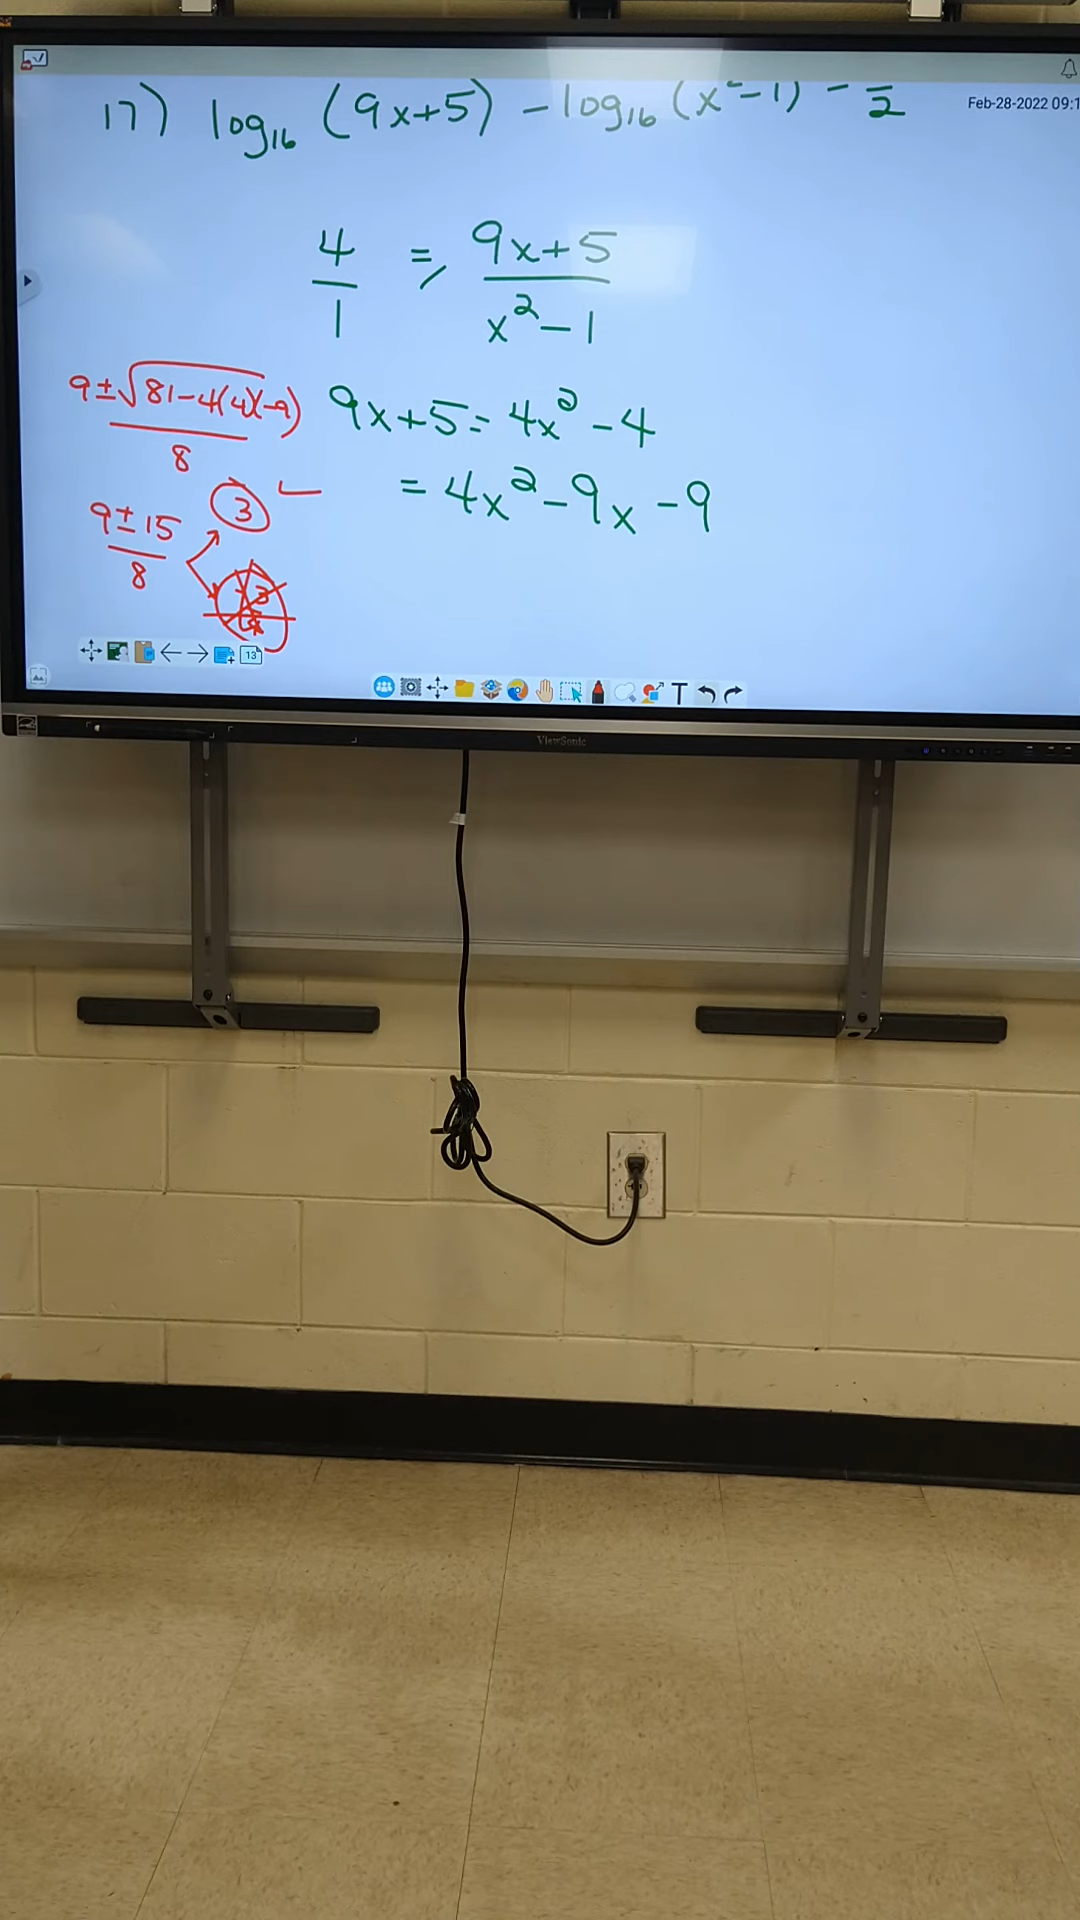 Feb-28-2022 09:1
17) log₁₆ (9x+5) - log₁₆ (x²-1) = —/2
4/1 = (9x+5)/(x²-1)
(9±√81-4(4)(-9))/8
9x+5 = 4x² - 4
= 4x² - 9x - 9
3 ✓
(9±15)/8
13
T
ViewSonic